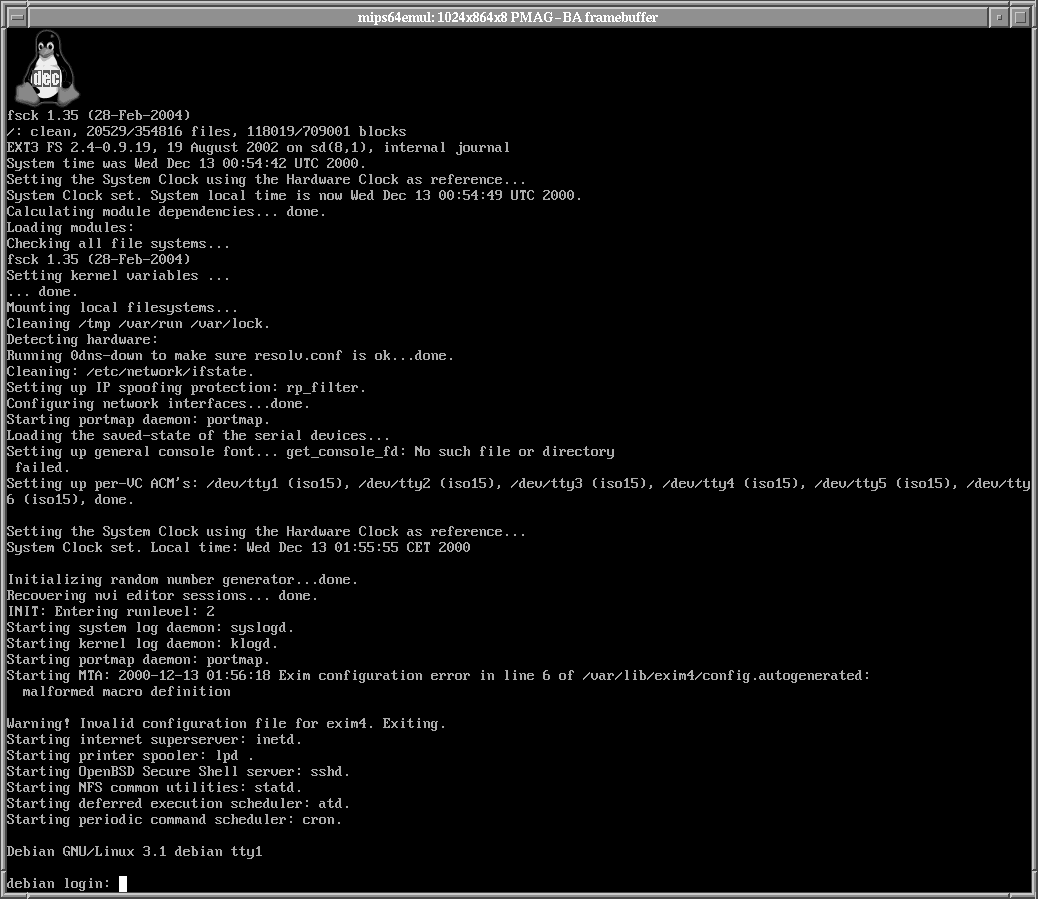 mips64emul: 1024x864x8 PMAG-BA framebuffer
dec
fsck 1.35 (28-Feb-2004)
/: clean, 20529/354816 files, 118019/709001 blocks
EXT3 FS 2.4-0.9.19, 19 August 2002 on sd(8,1), internal journal
System time was Wed Dec 13 00:54:42 UTC 2000.
Setting the System Clock using the Hardware Clock as reference...
System Clock set. System local time is now Wed Dec 13 00:54:49 UTC 2000.
Calculating module dependencies... done.
Loading modules:
Checking all file systems...
fsck 1.35 (28-Feb-2004)
Setting kernel variables ...
... done.
Mounting local filesystems...
Cleaning /tmp /var/run /var/lock.
Detecting hardware:
Running 0dns-down to make sure resolv.conf is ok...done.
Cleaning: /etc/network/ifstate.
Setting up IP spoofing protection: rp_filter.
Configuring network interfaces...done.
Starting portmap daemon: portmap.
Loading the saved-state of the serial devices...
Setting up general console font... get_console_fd: No such file or directory
 failed.
Setting up per-VC ACM's: /dev/tty1 (iso15), /dev/tty2 (iso15), /dev/tty3 (iso15), /dev/tty4 (iso15), /dev/tty5 (iso15), /dev/tty
6 (iso15), done.
Setting the System Clock using the Hardware Clock as reference...
System Clock set. Local time: Wed Dec 13 01:55:55 CET 2000
Initializing random number generator...done.
Recovering nvi editor sessions... done.
INIT: Entering runlevel: 2
Starting system log daemon: syslogd.
Starting kernel log daemon: klogd.
Starting portmap daemon: portmap.
Starting MTA: 2000-12-13 01:56:18 Exim configuration error in line 6 of /var/lib/exim4/config.autogenerated:
  malformed macro definition
Warning! Invalid configuration file for exim4. Exiting.
Starting internet superserver: inetd.
Starting printer spooler: lpd .
Starting OpenBSD Secure Shell server: sshd.
Starting NFS common utilities: statd.
Starting deferred execution scheduler: atd.
Starting periodic command scheduler: cron.
Debian GNU/Linux 3.1 debian tty1
debian login: